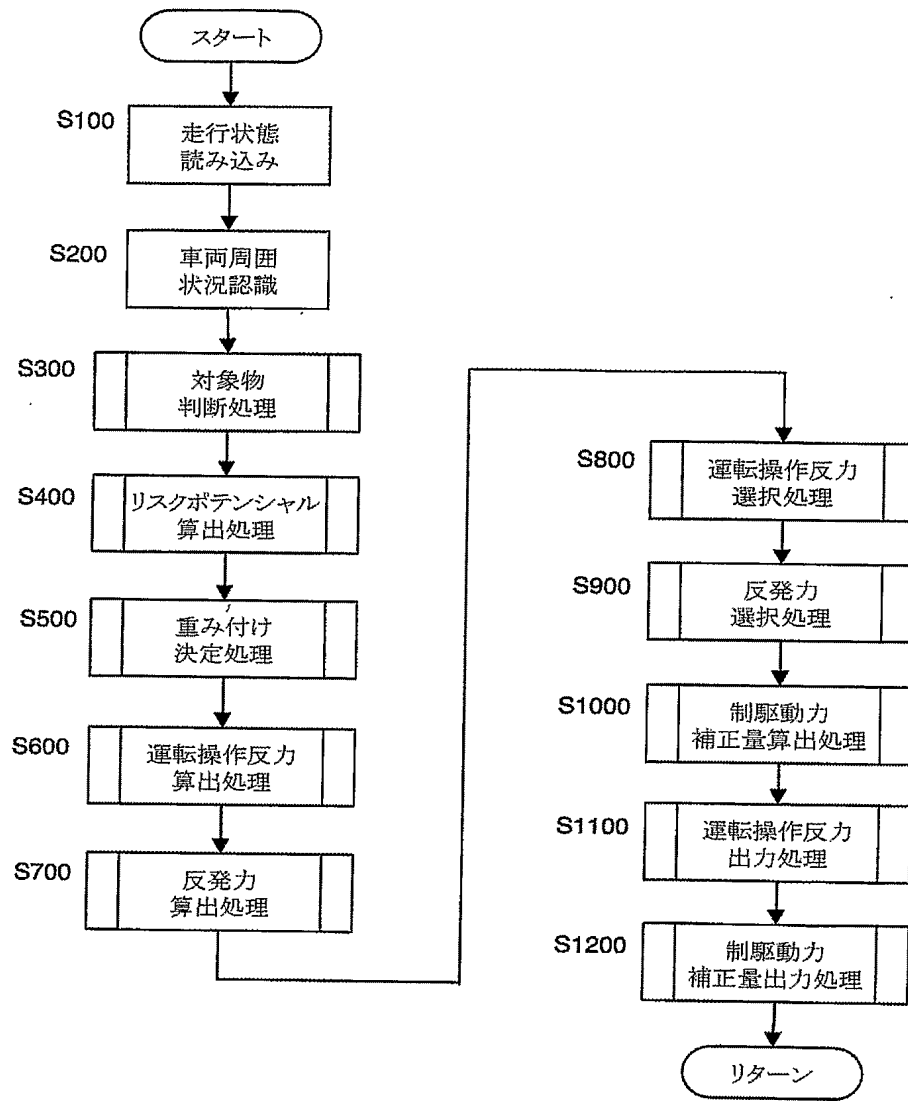 スタート
S100
走行状態
読み込み
S200
車両周囲
状況認識
S300
対象物
判断処理
S400
リスクポテンシャル
算出処理
S500
重み付け
決定処理
S600
運転操作反力
算出処理
S700
反発力
算出処理
S800
運転操作反力
選択処理
S900
反発力
選択処理
S1000
制駆動力
補正量算出処理
S1100
運転操作反力
出力処理
S1200
制駆動力
補正量出力処理
リターン